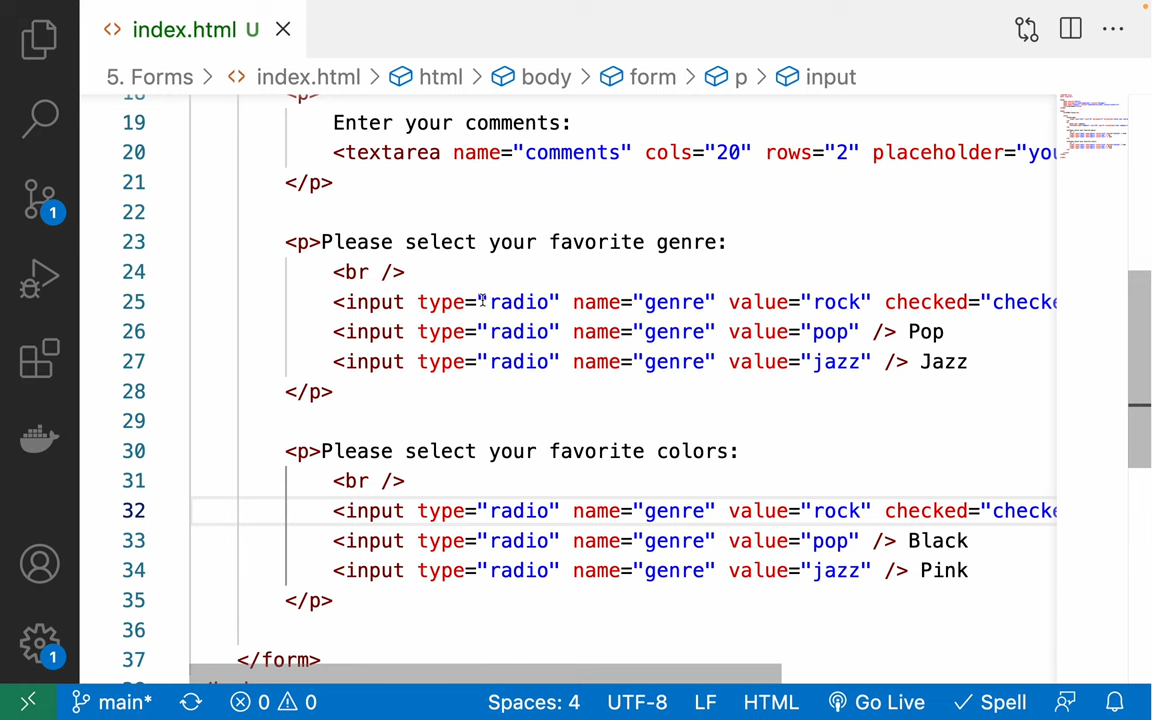 index.html U
5. Forms > index.html > html > body > form > p > input
19 Enter your comments:
20 <textarea name="comments" cols="20" rows="2" placeholder="you
21 </p>
22
23 <p>Please select your favorite genre:
24 <br />
25 <input type="radio" name="genre" value="rock" checked="checke
26 <input type="radio" name="genre" value="pop" /> Pop
27 <input type="radio" name="genre" value="jazz" /> Jazz
28 </p>
29
30 <p>Please select your favorite colors:
31 <br />
32 <input type="radio" name="genre" value="rock" checked="checke
33 <input type="radio" name="genre" value="pop" /> Black
34 <input type="radio" name="genre" value="jazz" /> Pink
35 </p>
36
37 </form>
1
1
main* 0 0 Spaces: 4 UTF-8 LF HTML Go Live Spell